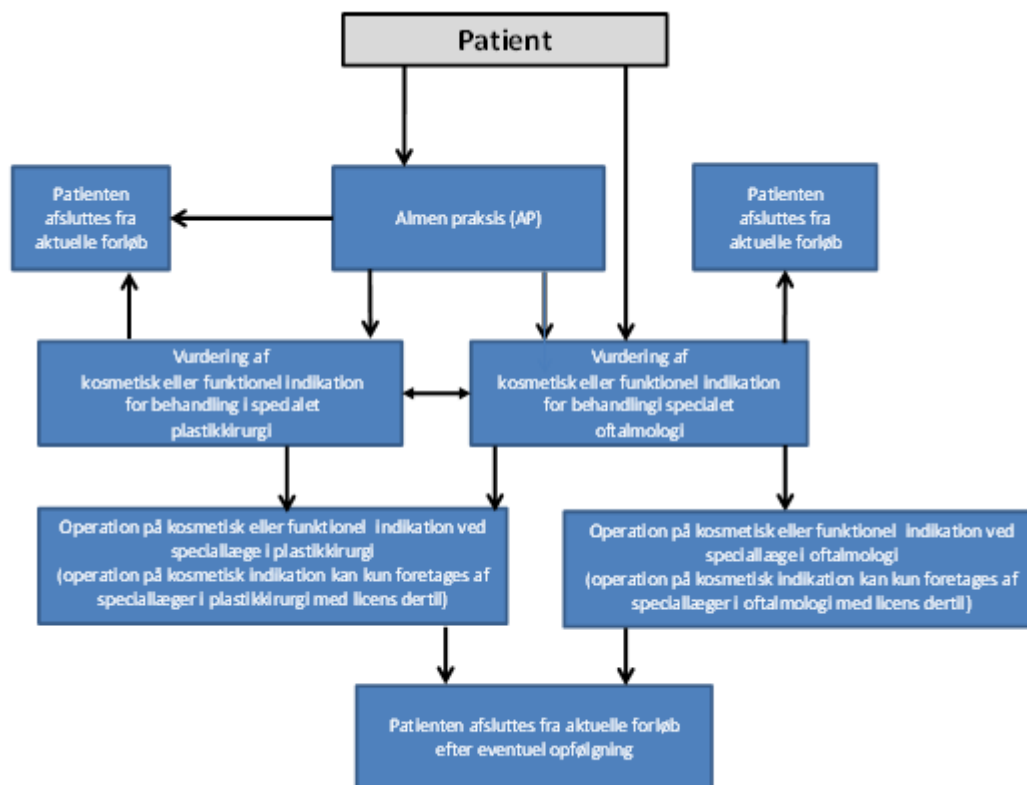 Patient
Patienten
afsluttes fra
aktuelle forløb
Almen praksis (AP)
Patienten
afsluttes fra
aktuelle forløb
Vurdering af
kosmetisk eller funktionel indikation
for behandling i specialet
plastikkirurgi
Vurdering af
kosmetisk eller funktionel indikation
for behandlingi specialet
oftalmologi
Operation på kosmetisk eller funktionel indikation ved
speciallæge i plastikkirurgi
(operation på kosmetisk indikation kan kun foretages af
speciallæger i plastikkirurgi med licens dertil)
Operation på kosmetisk eller funktionel indikation ved
speciallæge i oftalmologi
(operation på kosmetisk indikation kan kun foretages af
speciallæger i oftalmologi med licens dertil)
Patienten afsluttes fra aktuelle forløb
efter eventuel opfølgning